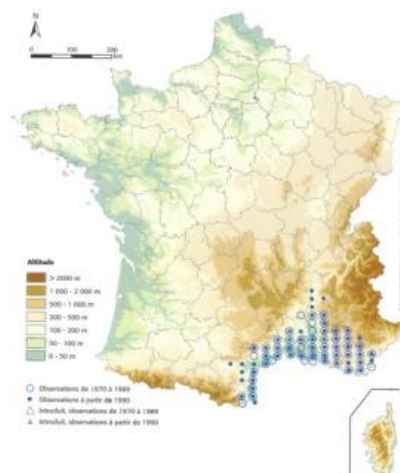 N
0 100 200
km
Altitude
> 2000 m
1 000 - 2 000 m
500 - 1 000 m
200 - 500 m
100 - 200 m
50 - 100 m
0 - 50 m
Observations de 1970 à 1989
Observations à partir de 1990
Introduit, observations de 1970 à 1989
Introduit, observations à partir de 1990